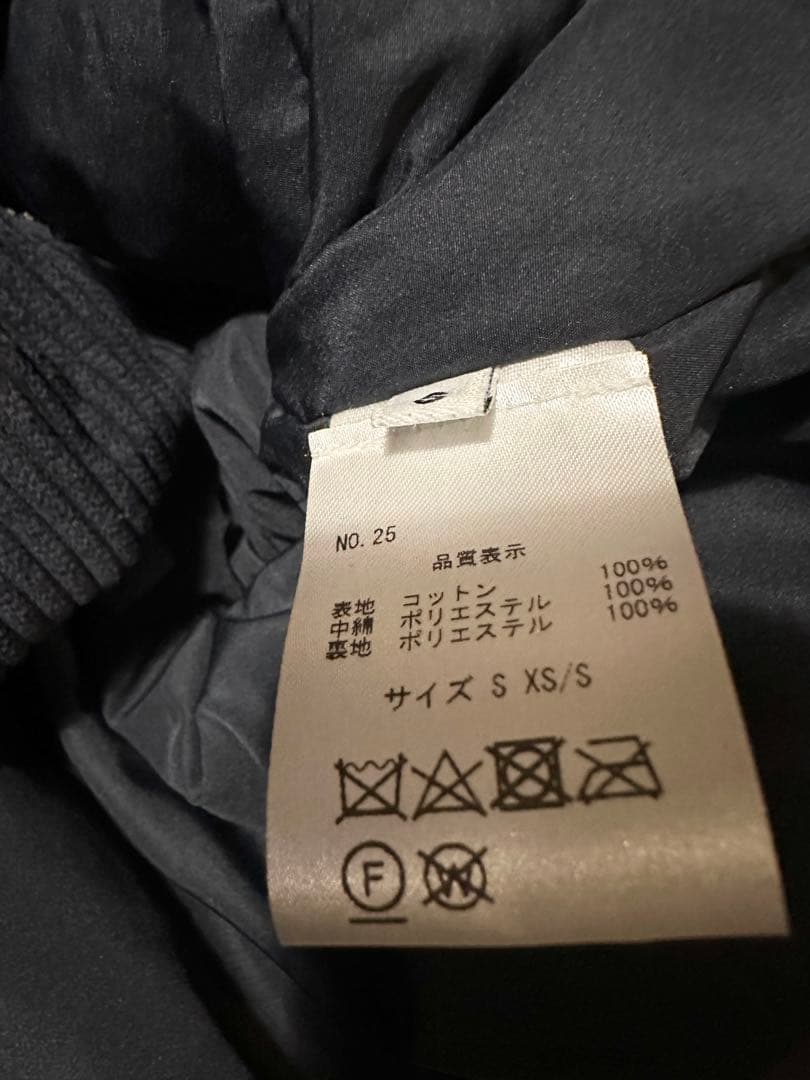 NO. 25
品質表示
表地 コットン 100%
中綿 ポリエステル 100%
裏地 ポリエステル 100%
サイズ S XS/S
F
W